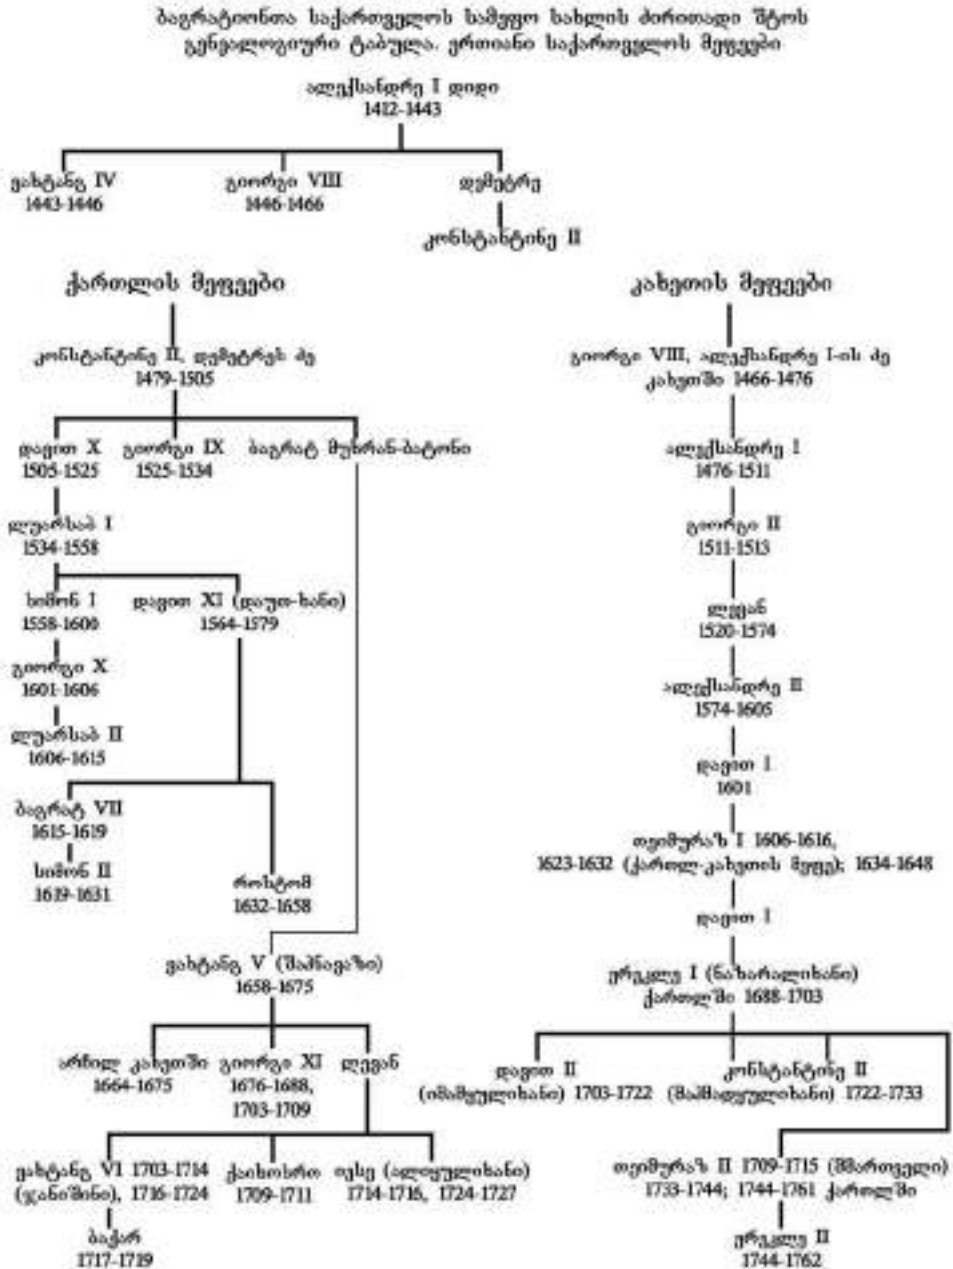 ბაგრატიონთა საქართველოს სამეფო სახლის ძირითადი შტოს
გენეალოგიური ტაბულა. ერთიანი საქართველოს მეფეები
ალექსანდრე I დიდი
1412-1443
ვახტანგ IV
1443-1446
გიორგი VIII
1446-1466
დემეტრე
კონსტანტინე II
ქართლის მეფეები
კონსტანტინე II, დემეტრეს ძე
1479-1505
დავით X
1505-1525
გიორგი IX
1525-1534
ბაგრატ მუხრან-ბატონი
ლუარსაბ I
1534-1558
სიმონ I
1558-1600
დავით XI (დაუთ-ხანი)
1564-1579
გიორგი X
1601-1606
ლუარსაბ II
1606-1615
ბაგრატ VII
1615-1619
სიმონ II
1619-1631
როსტომ
1632-1658
ვახტანგ V (შაჰნავაზი)
1658-1675
არჩილ კახეთში
1664-1675
გიორგი XI
1676-1688,
1703-1709
ლევან
ვახტანგ VI 1703-1714
(ჯანიშინი), 1716-1724
ქაიხოსრო
1709-1711
იესე (ალიყულიხანი)
1714-1716, 1724-1727
ბაქარ
1717-1719
კახეთის მეფეები
გიორგი VIII, ალექსანდრე I-ის ძე
კახეთში 1466-1476
ალექსანდრე I
1476-1511
გიორგი II
1511-1513
ლევან
1520-1574
ალექსანდრე II
1574-1605
დავით I
1601
თეიმურაზ I 1606-1616,
1623-1632 (ქართლ-კახეთის მეფე); 1634-1648
დავით I
ერეკლე I (ნაზარალიხანი)
ქართლში 1688-1703
დავით II
(იმამყულიხანი) 1703-1722
კონსტანტინე II
(მაჰმადყულიხანი) 1722-1733
თეიმურაზ II 1709-1715 (მმართველი)
1733-1744; 1744-1761 ქართლში
ერეკლე II
1744-1762